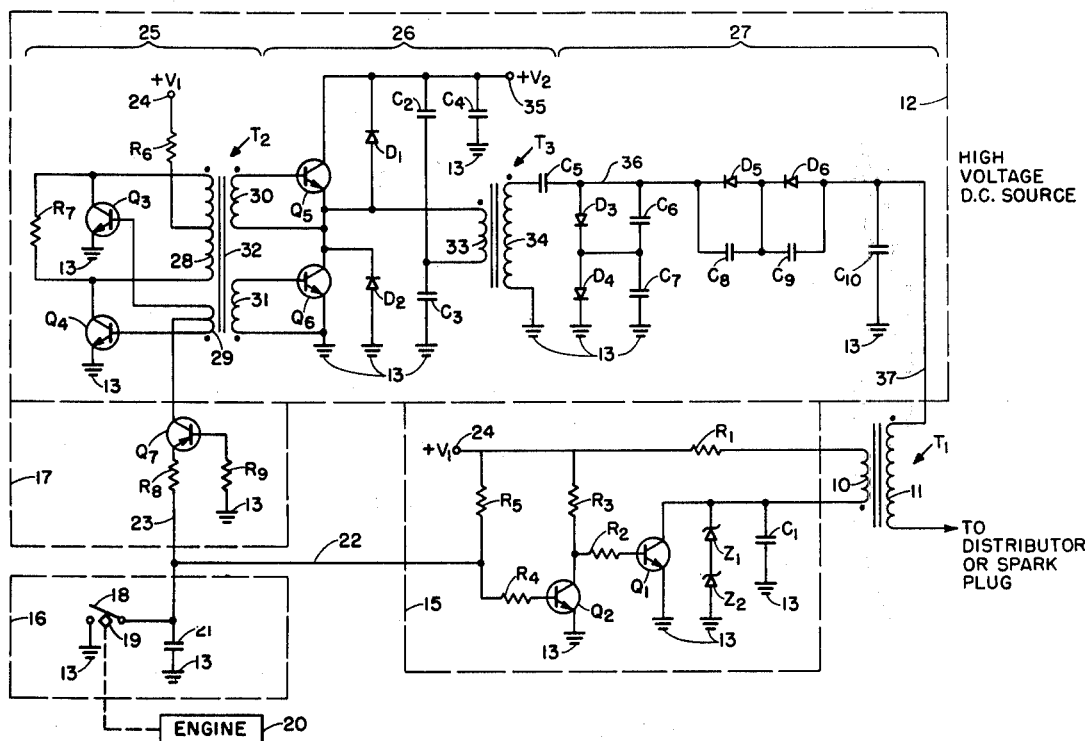 25 26 27
+V1 +V2
24 35
C2 C4
12
R6 T2 D1 13 T3 C5 36 D5 D6
HIGH
VOLTAGE
D.C. SOURCE
Q3 30 Q5 D3 C6
R7 28 32 33 34 C8 C9 C10
13 D4 C7
Q4 31 Q6 D2 C3
29
13 13 13 13
37
Q7 +V1 24 R1
T1
17 R8 R9 R5 R3 10 11
23 13
22 R2 Z1 C1
TO
DISTRIBUTOR
OR SPARK
PLUG
18 R4 Q1
16 19 21 15 Q2 Z2 13
13 13 13 13
ENGINE 20